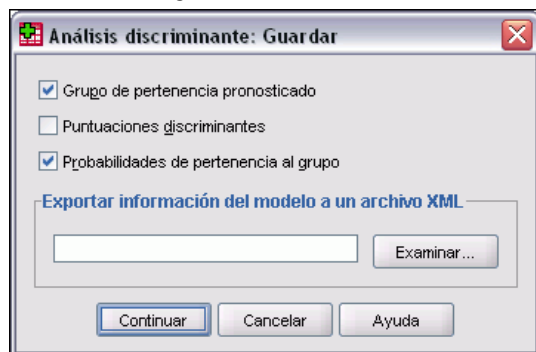 Análisis discriminante: Guardar
Grupo de pertenencia pronosticado
Puntuaciones discriminantes
Probabilidades de pertenencia al grupo
Exportar información del modelo a un archivo XML
Examinar...
Continuar
Cancelar
Ayuda